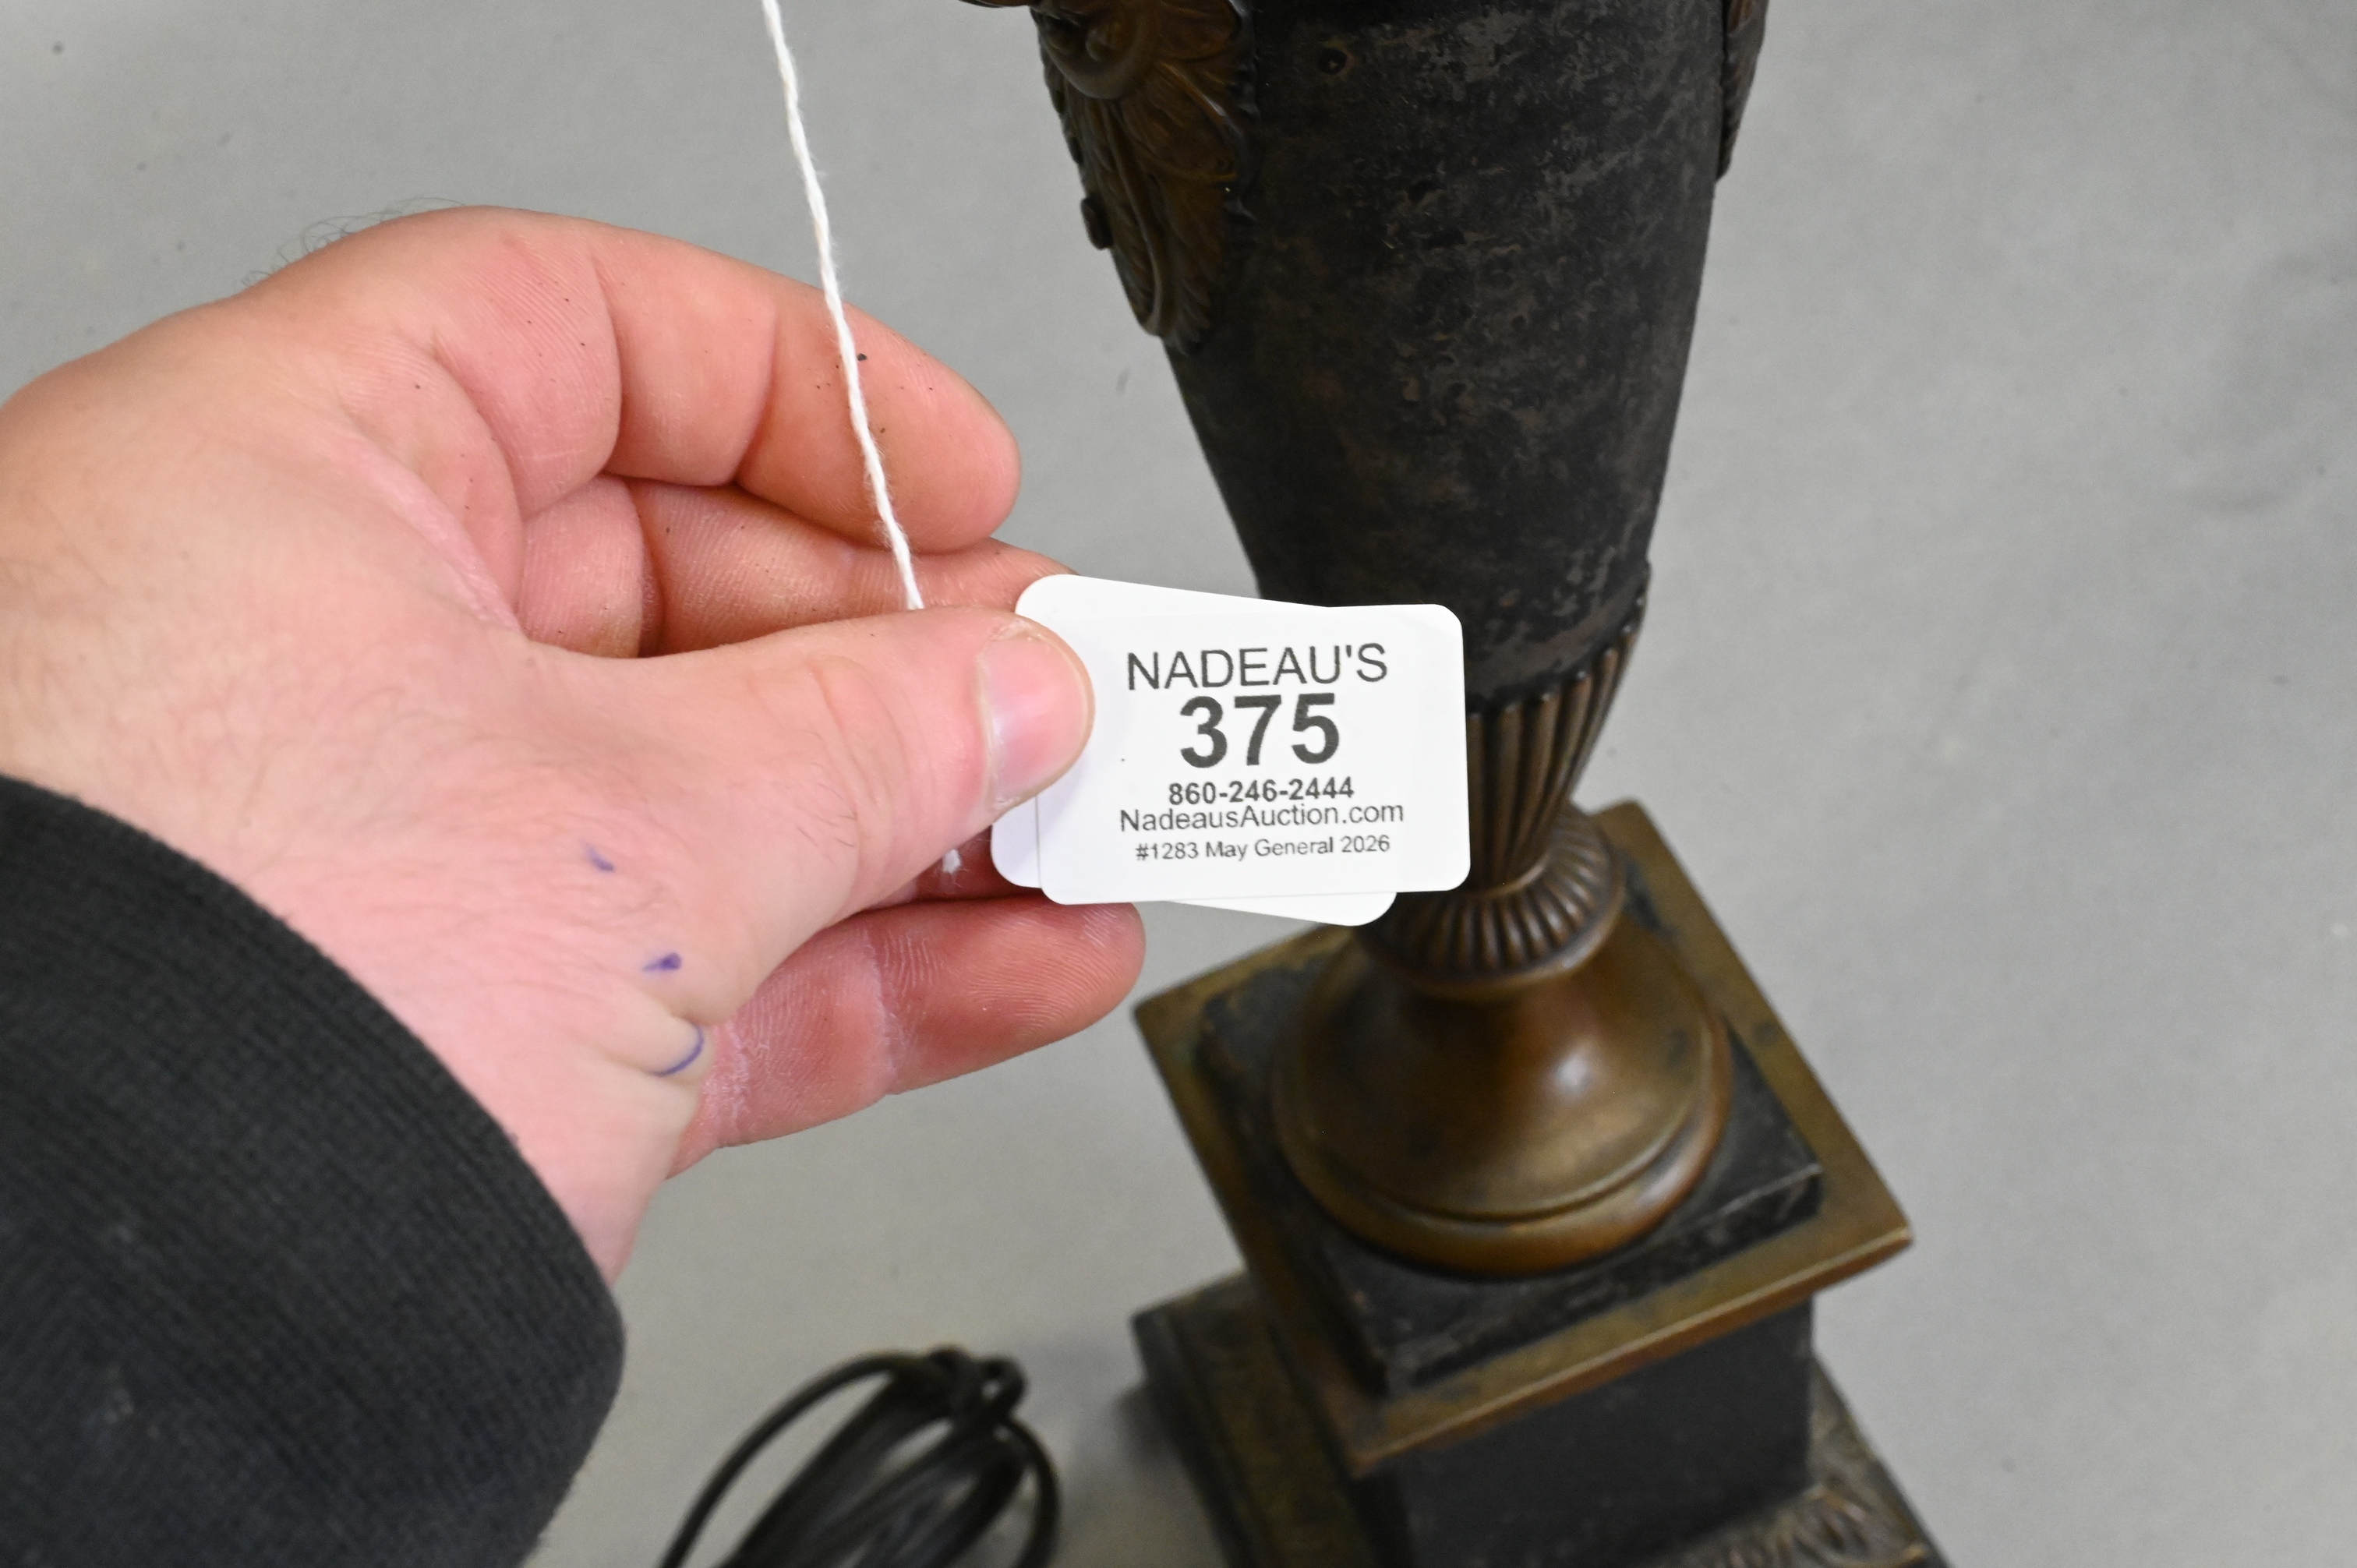 NADEAU'S
375
860-246-2444
NadeausAuction.com
#1283 May General 2026